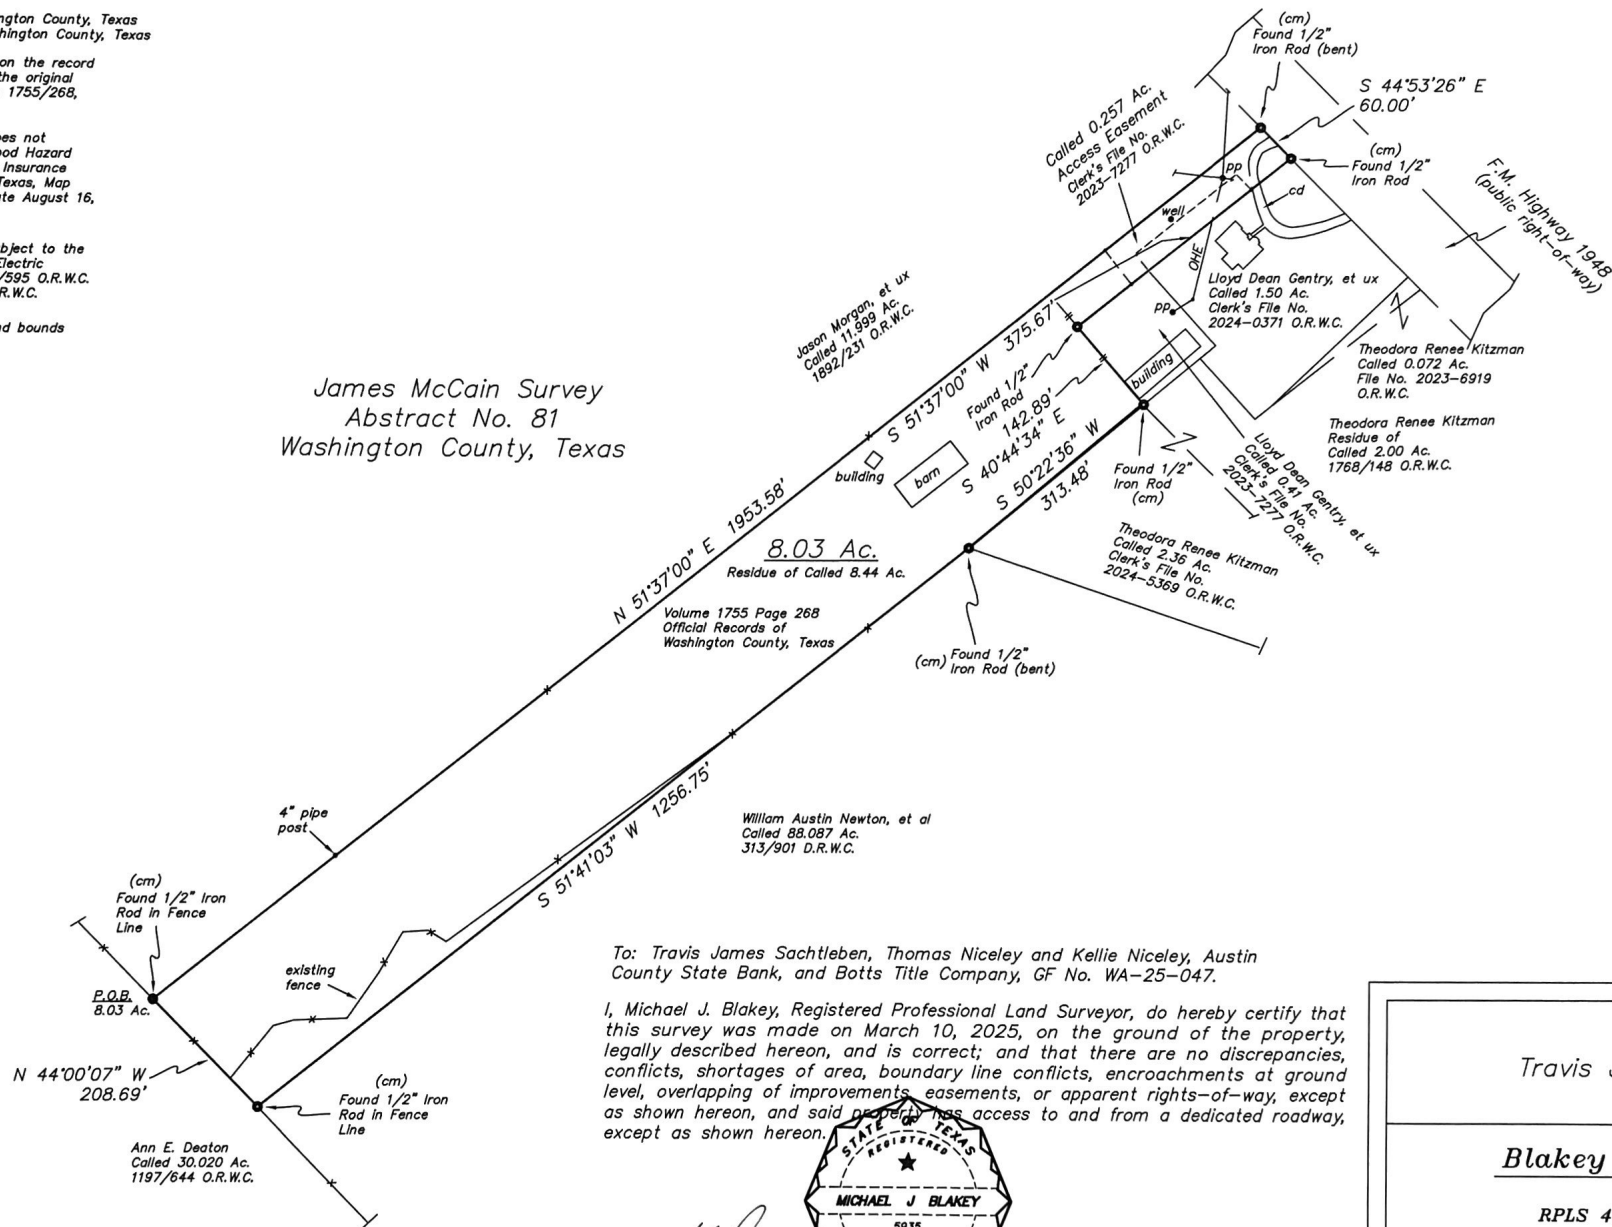 ngton County, Texas
hington County, Texas
on the record
the original
1755/268,
es not
od Hazard
Insurance
Texas, Map
te August 16,
bject to the
Electric
/595 O.R.W.C.
R.W.C.
d bounds
(cm)
Found 1/2"
Iron Rod (bent)
S 44°53'26" E
60.00'
(cm)
Found 1/2"
Iron Rod
F.M. Highway 1948
(public right-of-way)
Called 0.257 Ac.
Access Easement
Clerk's File No.
2023-7277 O.R.W.C.
pp
well
cd
OHE
pp
Lloyd Dean Gentry, et ux
Called 1.50 Ac.
Clerk's File No.
2024-0371 O.R.W.C.
Jason Morgan, et ux
Called 11.999 Ac.
1892/231 O.R.W.C.
Theodora Renee Kitzman
Called 0.072 Ac.
File No. 2023-6919
O.R.W.C.
Theodora Renee Kitzman
Residue of
Called 2.00 Ac.
1768/148 O.R.W.C.
James McCain Survey
Abstract No. 81
Washington County, Texas
S 51°37'00" W 375.67'
Found 1/2"
Iron Rod
142.89'
S 40°44'34" E
building
S 50°22'36" W
313.48'
Found 1/2"
Iron Rod
(cm)
Lloyd Dean Gentry, et ux
Called 0.41 Ac.
Clerk's File No.
2023-7277 O.R.W.C.
building
barn
N 51°37'00" E 1953.58'
8.03 Ac.
Residue of Called 8.44 Ac.
Volume 1755 Page 268
Official Records of
Washington County, Texas
Theodora Renee Kitzman
Called 2.36 Ac.
Clerk's File No.
2024-5369 O.R.W.C.
(cm) Found 1/2"
Iron Rod (bent)
4" pipe
post
S 51°41'03" W 1256.75'
William Austin Newton, et al
Called 88.087 Ac.
313/901 D.R.W.C.
(cm)
Found 1/2" Iron
Rod in Fence
Line
existing
fence
P.O.B.
8.03 Ac.
N 44°00'07" W
208.69'
(cm)
Found 1/2" Iron
Rod in Fence
Line
Ann E. Deaton
Called 30.020 Ac.
1197/644 O.R.W.C.
To: Travis James Sachtleben, Thomas Niceley and Kellie Niceley, Austin
County State Bank, and Botts Title Company, GF No. WA-25-047.
I, Michael J. Blakey, Registered Professional Land Surveyor, do hereby certify that
this survey was made on March 10, 2025, on the ground of the property,
legally described hereon, and is correct; and that there are no discrepancies,
conflicts, shortages of area, boundary line conflicts, encroachments at ground
level, overlapping of improvements, easements, or apparent rights-of-way, except
as shown hereon, and said property has access to and from a dedicated roadway,
except as shown hereon.
STATE OF TEXAS
REGISTERED
MICHAEL J BLAKEY
5935
Travis J
Blakey
RPLS 4